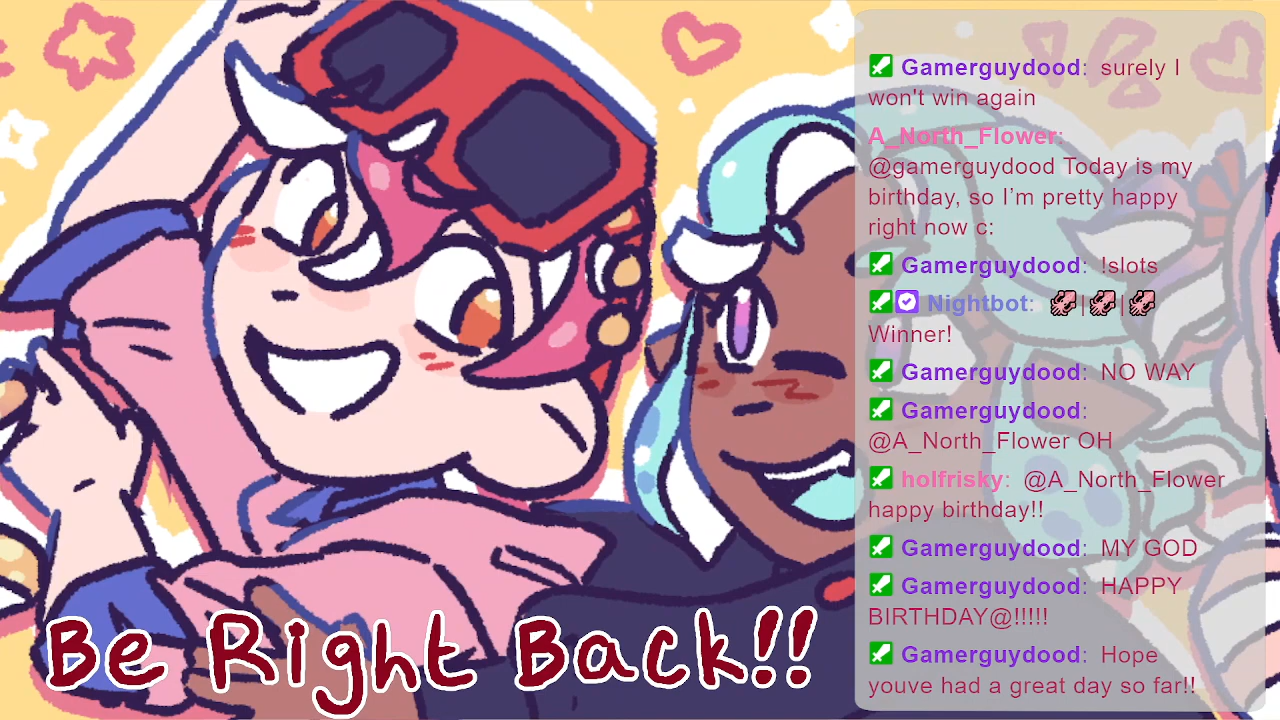 Gamerguydood: surely I
won't win again
A_North_Flower:
@gamerguydood Today is my
birthday, so I’m pretty happy
right now c:
Gamerguydood: !slots
Nightbot: | |
Winner!
Gamerguydood: NO WAY
Gamerguydood:
@A_North_Flower OH
holfrisky: @A_North_Flower
happy birthday!!
Gamerguydood: MY GOD
Gamerguydood: HAPPY
BIRTHDAY@!!!!!
Gamerguydood: Hope
youve had a great day so far!!
Be Right Back!!